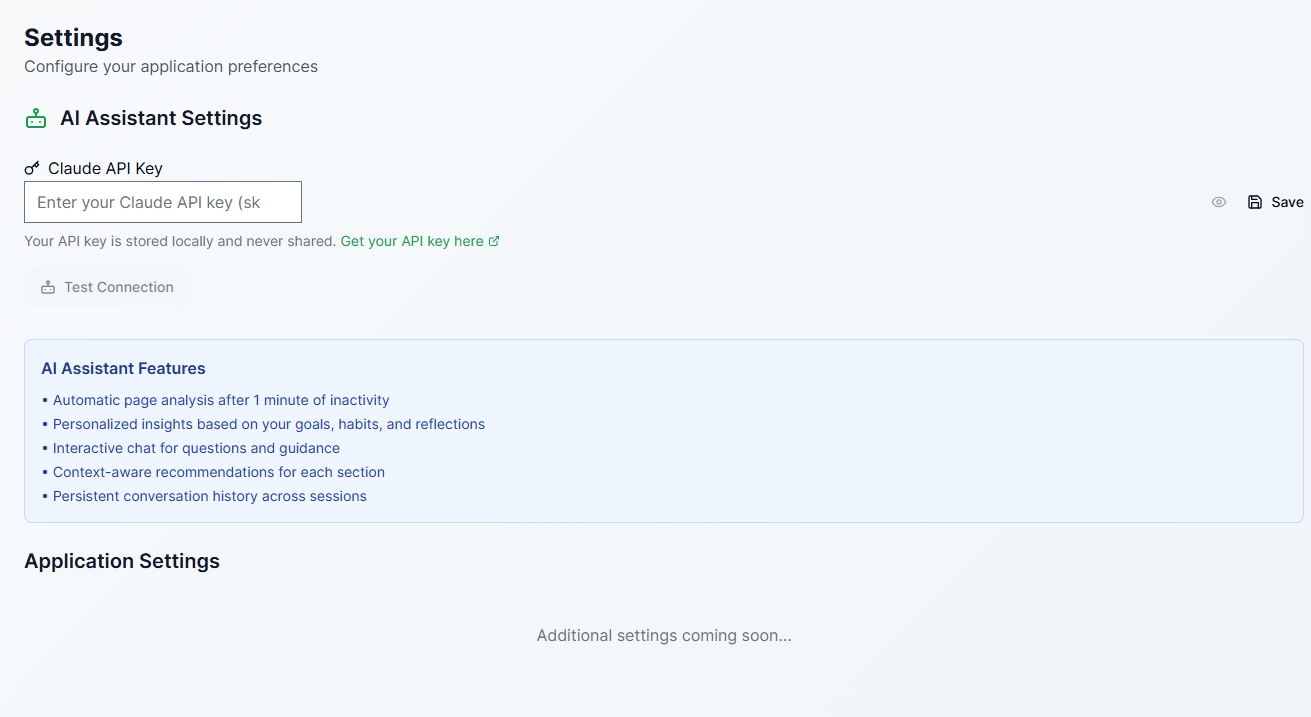 Settings
Configure your application preferences
AI Assistant Settings
Claude API Key
Enter your Claude API key (sk
Save
Your API key is stored locally and never shared. Get your API key here
Test Connection
AI Assistant Features
• Automatic page analysis after 1 minute of inactivity
• Personalized insights based on your goals, habits, and reflections
• Interactive chat for questions and guidance
• Context-aware recommendations for each section
• Persistent conversation history across sessions
Application Settings
Additional settings coming soon...